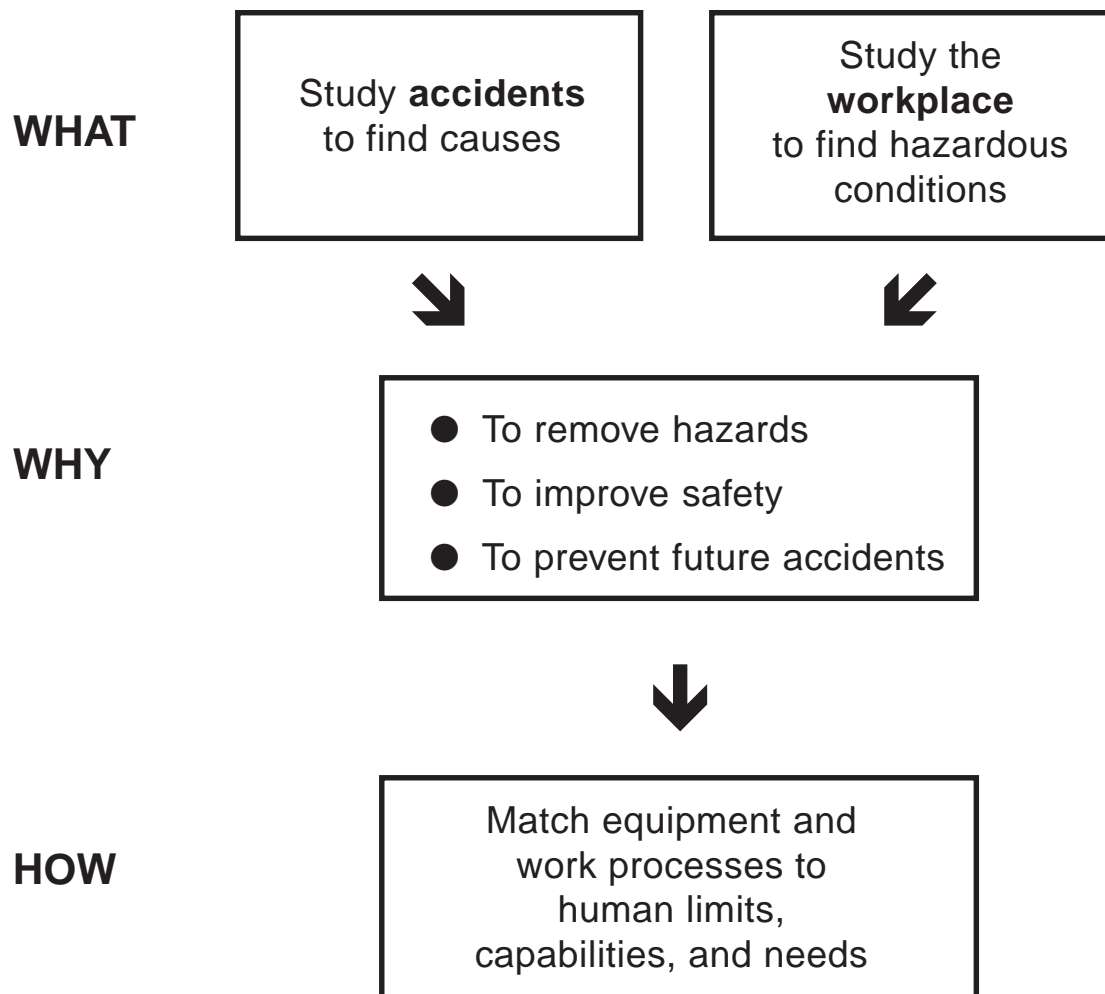 WHAT
Study accidents
to find causes
Study the
workplace
to find hazardous
conditions
WHY
● To remove hazards
● To improve safety
● To prevent future accidents
HOW
Match equipment and
work processes to
human limits,
capabilities, and needs